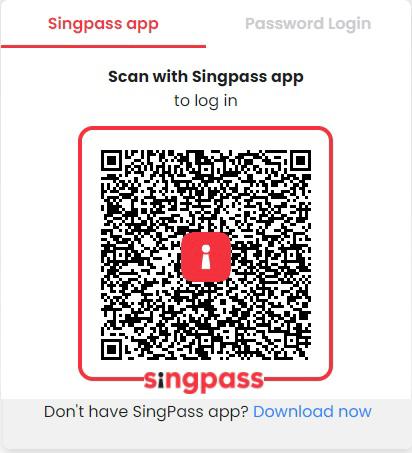 Singpass app Password Login
Scan with Singpass app
to log in
singpass
Don't have SingPass app? Download now